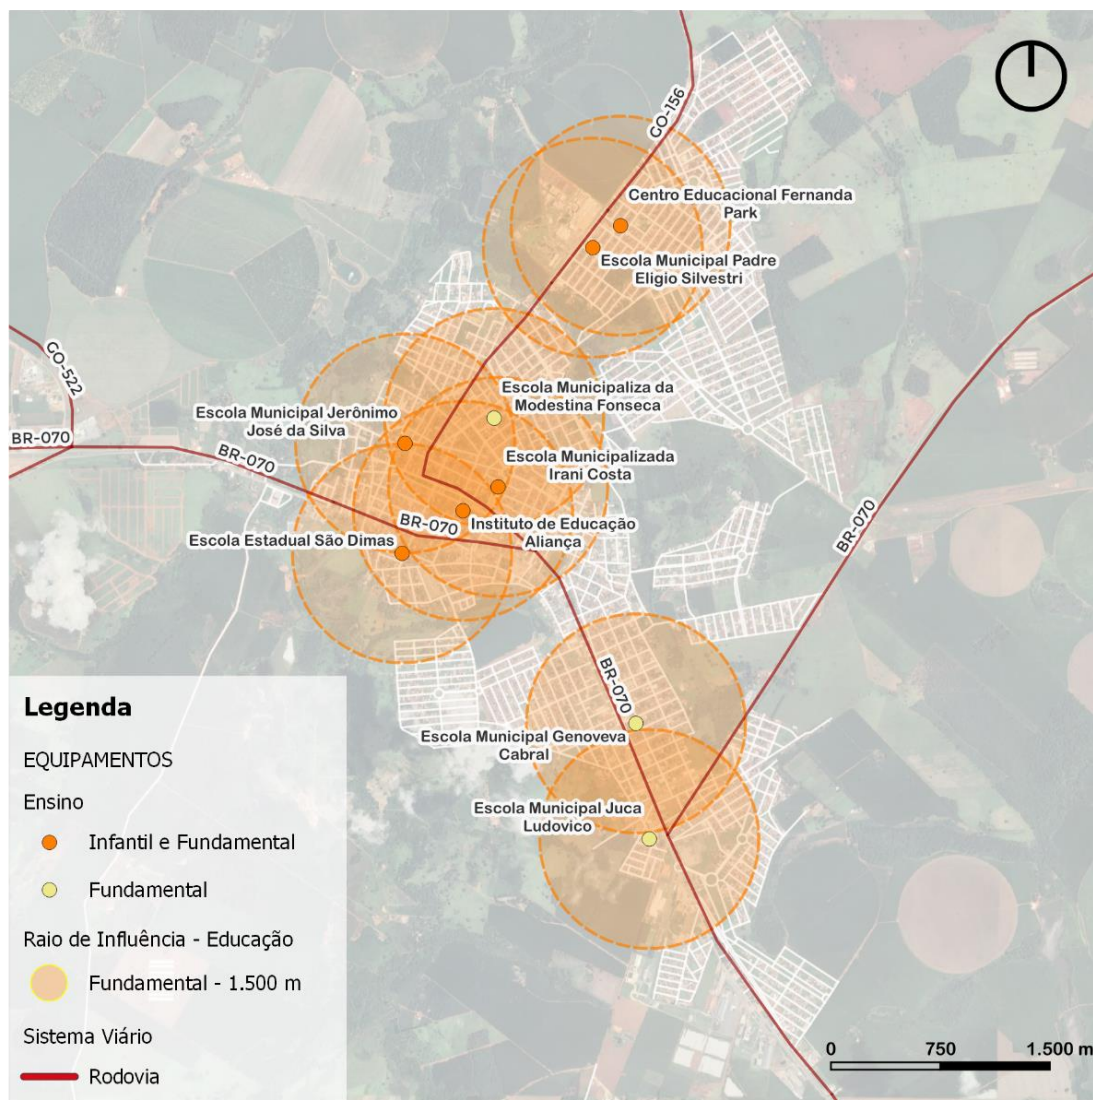 GO-156
Centro Educacional Fernanda
Park
Escola Municipal Padre
Eligio Silvestri
GO-522
Escola Municipaliza da
Modestina Fonseca
Escola Municipal Jerônimo
José da Silva
BR-070
BR-070
Escola Municipalizada
Irani Costa
BR-070
Instituto de Educação
Aliança
BR-070
Escola Estadual São Dimas
BR-070
Escola Municipal Genoveva
Cabral
Escola Municipal Juca
Ludovico
Legenda
EQUIPAMENTOS
Ensino
Infantil e Fundamental
Fundamental
Raio de Influência - Educação
Fundamental - 1.500 m
Sistema Viário
Rodovia
0 750 1.500 m